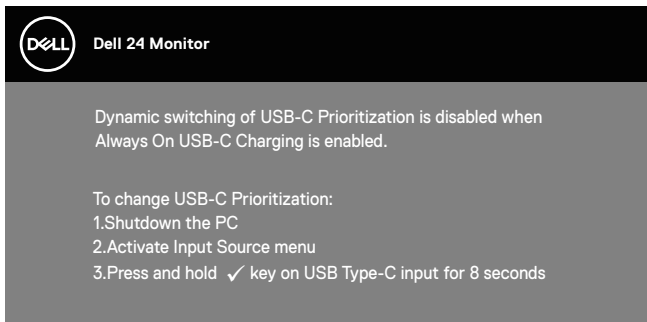 DELL
Dell 24 Monitor
Dynamic switching of USB-C Prioritization is disabled when
Always On USB-C Charging is enabled.
To change USB-C Prioritization:
1.Shutdown the PC
2.Activate Input Source menu
3.Press and hold ✓ key on USB Type-C input for 8 seconds